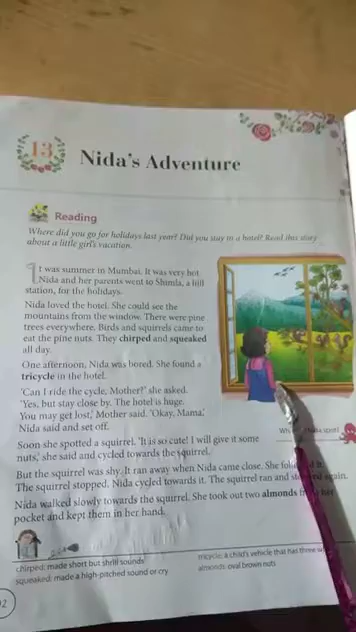 13
Nida's Adventure
Reading
Where did you go for holidays last year? Did you stay in a hotel? Read this story
about a little girl's vacation.
It was summer in Mumbai. It was very hot.
Nida and her parents went to Shimla, a hill
station, for the holidays.
Nida loved the hotel. She could see the
mountains from the window. There were pine
trees everywhere. Birds and squirrels came to
eat the pine nuts. They chirped and squeaked
all day.
One afternoon, Nida was bored. She found a
tricycle in the hotel.
'Can I ride the cycle, Mother?' she asked.
'Yes, but stay close by. The hotel is huge.
You may get lost,' Mother said. 'Okay, Mama,'
Nida said and set off.
Soon she spotted a squirrel. 'It is so cute! I will give it some
nuts,' she said and cycled towards the squirrel.
But the squirrel was shy. It ran away when Nida came close. She
The squirrel stopped. Nida cycled towards it. The squirrel ran and again.
Nida walked slowly towards the squirrel. She took out two almonds her
pocket and kept them in her hand.
chirped: made short but shrill sounds
squeaked: made a high-pitched sound or cry
tricycle: a child's vehicle that has three
almonds: oval brown nuts